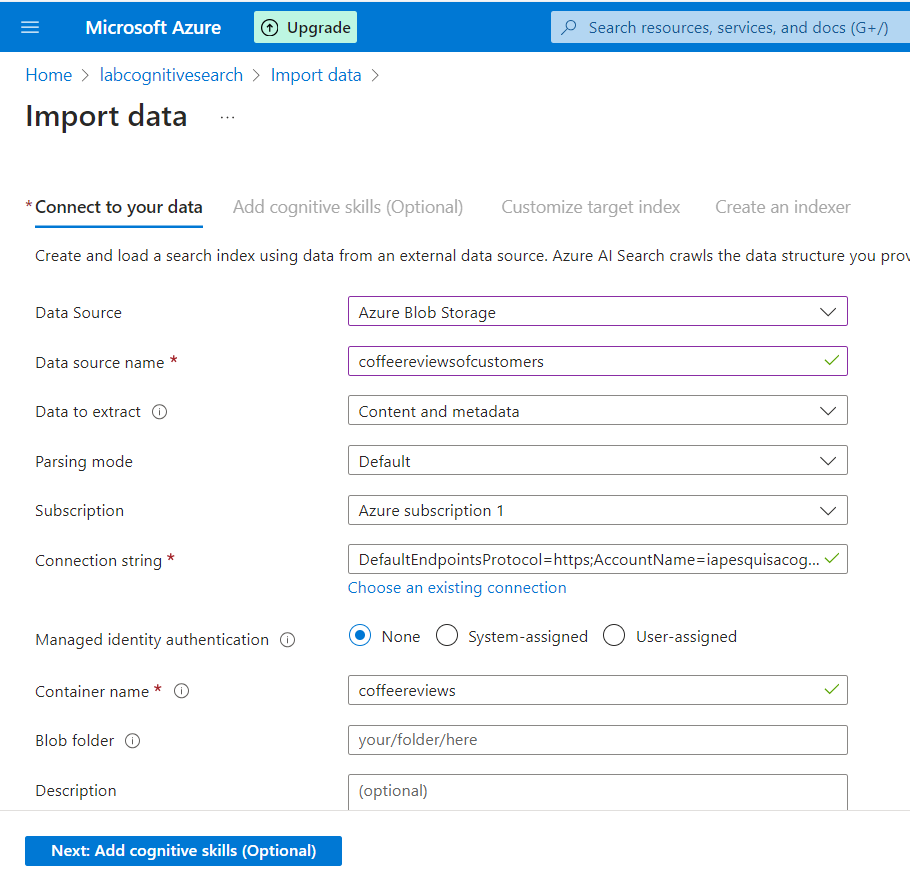 Microsoft Azure Upgrade Search resources, services, and docs (G+/)
Home > labcognitivesearch > Import data >
Import data ...
*Connect to your data Add cognitive skills (Optional) Customize target index Create an indexer
Create and load a search index using data from an external data source. Azure AI Search crawls the data structure you prov
Data Source Azure Blob Storage
Data source name * coffeereviewsofcustomers
Data to extract Content and metadata
Parsing mode Default
Subscription Azure subscription 1
Connection string * DefaultEndpointsProtocol=https;AccountName=iapesquisacog...
Choose an existing connection
Managed identity authentication None System-assigned User-assigned
Container name * coffeereviews
Blob folder your/folder/here
Description (optional)
Next: Add cognitive skills (Optional)